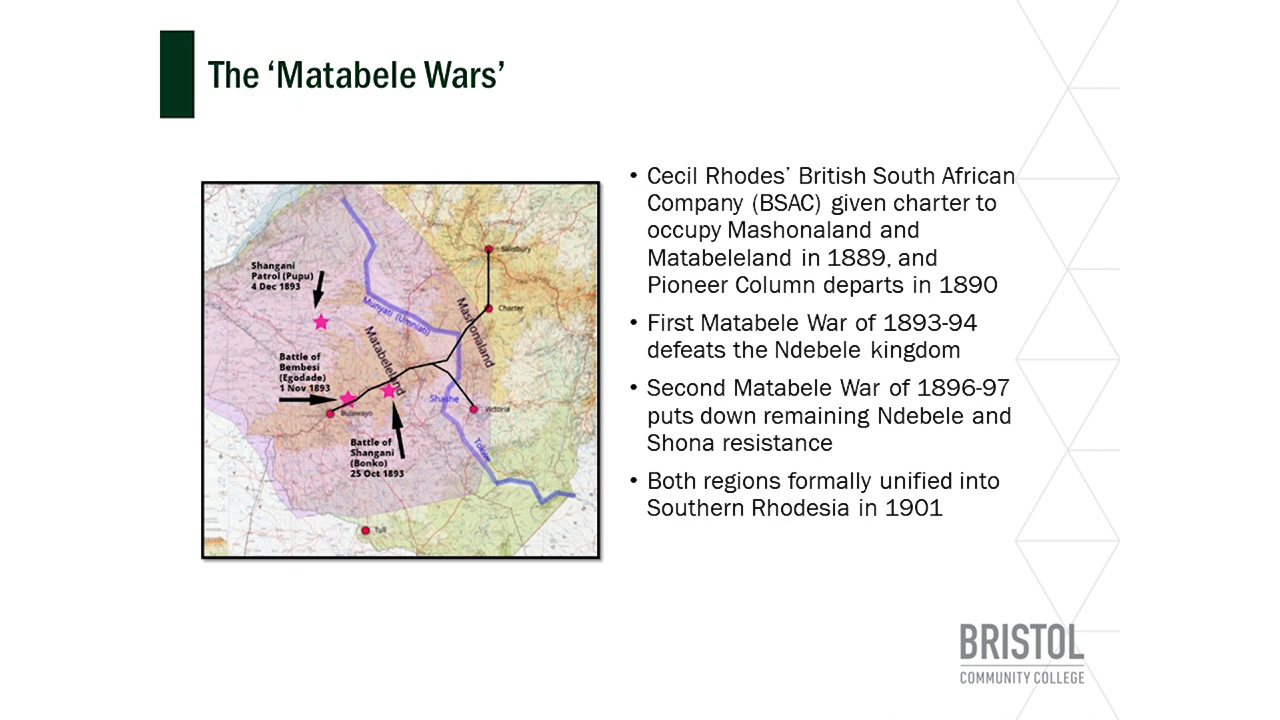 The ‘Matabele Wars’
Salisbury
Shangani
Patrol (Pupu)
4 Dec 1893
Charter
Munyati (Umniati)
Mashonaland
Matabeleland
Battle of
Bembesi
(Egodade)
1 Nov 1893
Shashe
Bulawayo
Victoria
Battle of
Shangani
(Bonko)
25 Oct 1893
Tokwe
Tuli
• Cecil Rhodes’ British South African
Company (BSAC) given charter to
occupy Mashonaland and
Matabeleland in 1889, and
Pioneer Column departs in 1890
• First Matabele War of 1893-94
defeats the Ndebele kingdom
• Second Matabele War of 1896-97
puts down remaining Ndebele and
Shona resistance
• Both regions formally unified into
Southern Rhodesia in 1901
BRISTOL
COMMUNITY COLLEGE